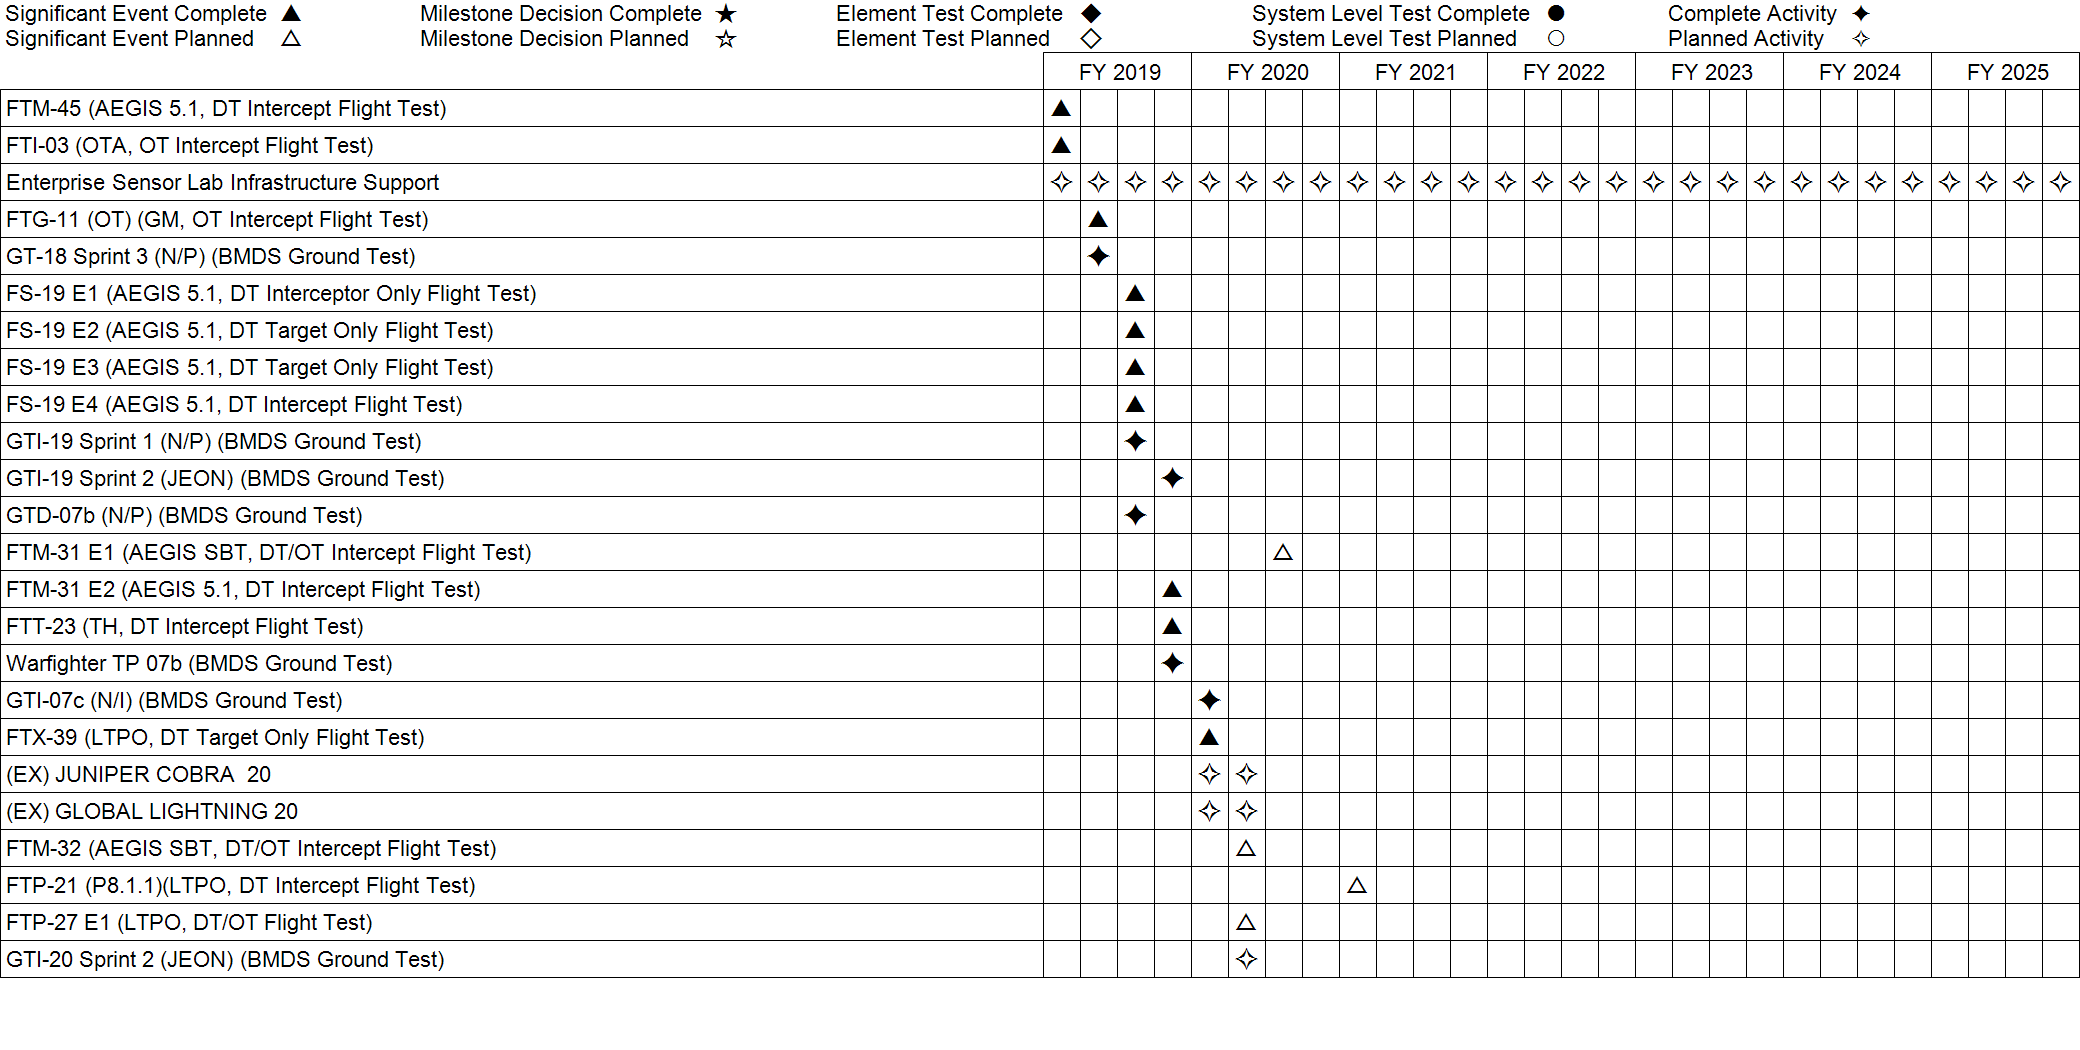 Significant Event Complete ▲ Milestone Decision Complete ★ Element Test Complete ◆ System Level Test Complete ● Complete Activity ✦
Significant Event Planned △ Milestone Decision Planned ☆ Element Test Planned ◇ System Level Test Planned ○ Planned Activity ✧
FY 2019 FY 2020 FY 2021 FY 2022 FY 2023 FY 2024 FY 2025
FTM-45 (AEGIS 5.1, DT Intercept Flight Test)
FTI-03 (OTA, OT Intercept Flight Test)
Enterprise Sensor Lab Infrastructure Support
FTG-11 (OT) (GM, OT Intercept Flight Test)
GT-18 Sprint 3 (N/P) (BMDS Ground Test)
FS-19 E1 (AEGIS 5.1, DT Interceptor Only Flight Test)
FS-19 E2 (AEGIS 5.1, DT Target Only Flight Test)
FS-19 E3 (AEGIS 5.1, DT Target Only Flight Test)
FS-19 E4 (AEGIS 5.1, DT Intercept Flight Test)
GTI-19 Sprint 1 (N/P) (BMDS Ground Test)
GTI-19 Sprint 2 (JEON) (BMDS Ground Test)
GTD-07b (N/P) (BMDS Ground Test)
FTM-31 E1 (AEGIS SBT, DT/OT Intercept Flight Test)
FTM-31 E2 (AEGIS 5.1, DT Intercept Flight Test)
FTT-23 (TH, DT Intercept Flight Test)
Warfighter TP 07b (BMDS Ground Test)
GTI-07c (N/I) (BMDS Ground Test)
FTX-39 (LTPO, DT Target Only Flight Test)
(EX) JUNIPER COBRA 20
(EX) GLOBAL LIGHTNING 20
FTM-32 (AEGIS SBT, DT/OT Intercept Flight Test)
FTP-21 (P8.1.1)(LTPO, DT Intercept Flight Test)
FTP-27 E1 (LTPO, DT/OT Flight Test)
GTI-20 Sprint 2 (JEON) (BMDS Ground Test)